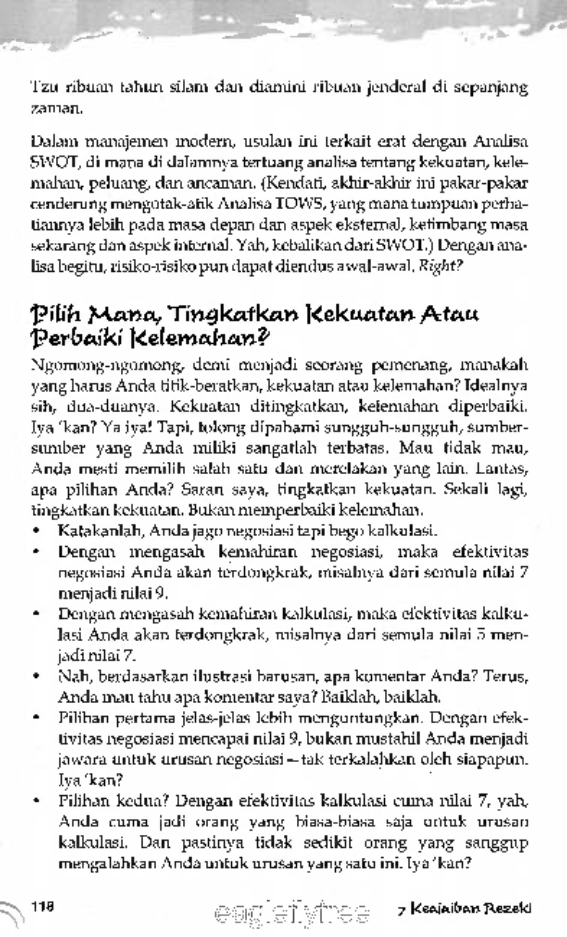 Tzu ribuan tahun silam dan diamini ribuan jenderal di sepanjang
zaman.
Dalam manajemen modern, usulan ini terkait erat dengan Analisa
SWOT, di mana di dalamnya tertuang analisa tentang kekuatan, kele-
mahan, peluang, dan ancaman. (Kendati, akhir-akhir ini pakar-pakar
cenderung mengotak-atik Analisa TOWS, yang mana tumpuan perha-
tiannya lebih pada masa depan dan aspek eksternal, ketimbang masa
sekarang dan aspek internal. Yah, kebalikan dari SWOT.) Dengan ana-
lisa begitu, risiko-risiko pun dapat diendus awal-awal. Right?
Pilih Mana, Tingkatkan Kekuatan Atau
Perbaiki Kelemahan?
Ngomong-ngomong, demi menjadi seorang pemenang, manakah
yang harus Anda titik-beratkan, kekuatan atau kelemahan? Idealnya
sih, dua-duanya. Kekuatan ditingkatkan, kelemahan diperbaiki.
Iya 'kan? Ya iya! Tapi, tolong dipahami sungguh-sungguh, sumber-
sumber yang Anda miliki sangatlah terbatas. Mau tidak mau,
Anda mesti memilih salah satu dan merelakan yang lain. Lantas,
apa pilihan Anda? Saran saya, tingkatkan kekuatan. Sekali lagi,
tingkatkan kekuatan. Bukan memperbaiki kelemahan.
• Katakanlah, Anda jago negosiasi tapi bego kalkulasi.
• Dengan mengasah kemahiran negosiasi, maka efektivitas
negosiasi Anda akan terdongkrak, misalnya dari semula nilai 7
menjadi nilai 9.
• Dengan mengasah kemahiran kalkulasi, maka efektivitas kalku-
lasi Anda akan terdongkrak, misalnya dari semula nilai 5 men-
jadi nilai 7.
• Nah, berdasarkan ilustrasi barusan, apa komentar Anda? Terus,
Anda mau tahu apa komentar saya? Baiklah, baiklah.
• Pilihan pertama jelas-jelas lebih menguntungkan. Dengan efek-
tivitas negosiasi mencapai nilai 9, bukan mustahil Anda menjadi
jawara untuk urusan negosiasi – tak terkalahkan oleh siapapun.
Iya 'kan?
• Pilihan kedua? Dengan efektivitas kalkulasi cuma nilai 7, yah,
Anda cuma jadi orang yang biasa-biasa saja untuk urusan
kalkulasi. Dan pastinya tidak sedikit orang yang sanggup
mengalahkan Anda untuk urusan yang satu ini. Iya 'kan?
118
eagleflytree
7 Keajaiban Rezeki